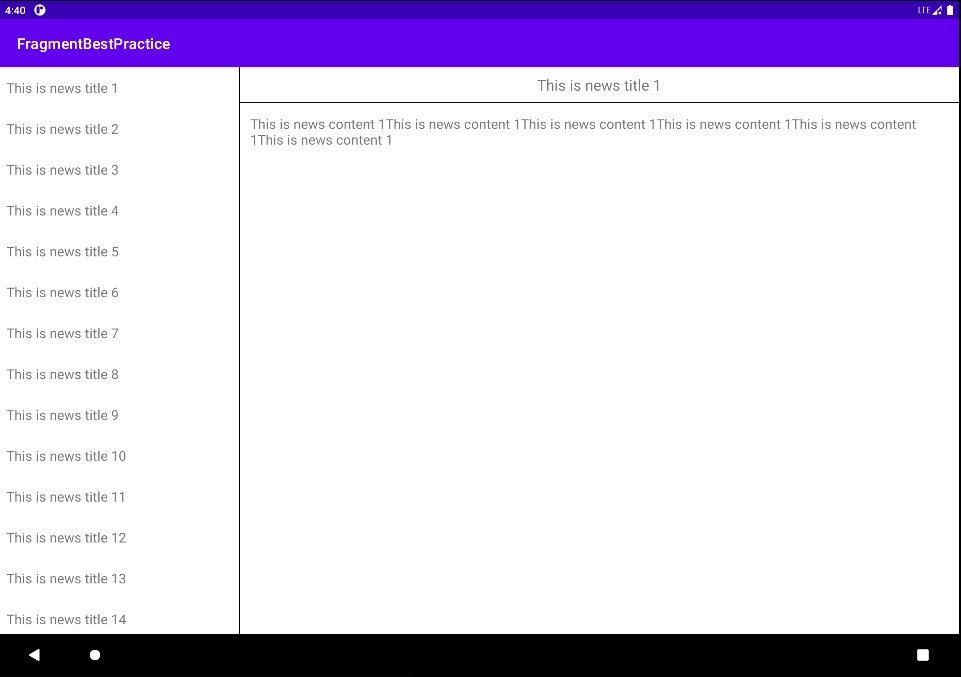 4:40
LTE
FragmentBestPractice
This is news title 1
This is news title 2
This is news title 3
This is news title 4
This is news title 5
This is news title 6
This is news title 7
This is news title 8
This is news title 9
This is news title 10
This is news title 11
This is news title 12
This is news title 13
This is news title 14
This is news title 1
This is news content 1This is news content 1This is news content 1This is news content 1This is news content
1This is news content 1